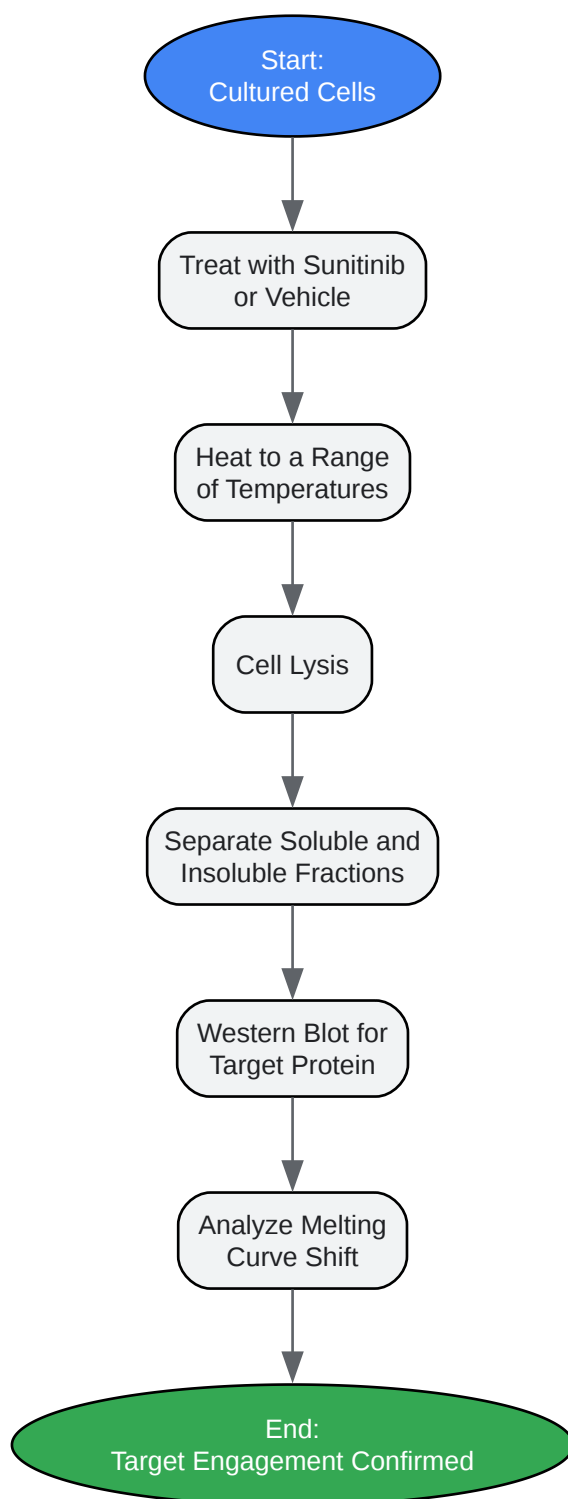 Start:
Cultured Cells
Treat with Sunitinib
or Vehicle
Heat to a Range
of Temperatures
Cell Lysis
Separate Soluble and
Insoluble Fractions
Western Blot for
Target Protein
Analyze Melting
Curve Shift
End:
Target Engagement Confirmed